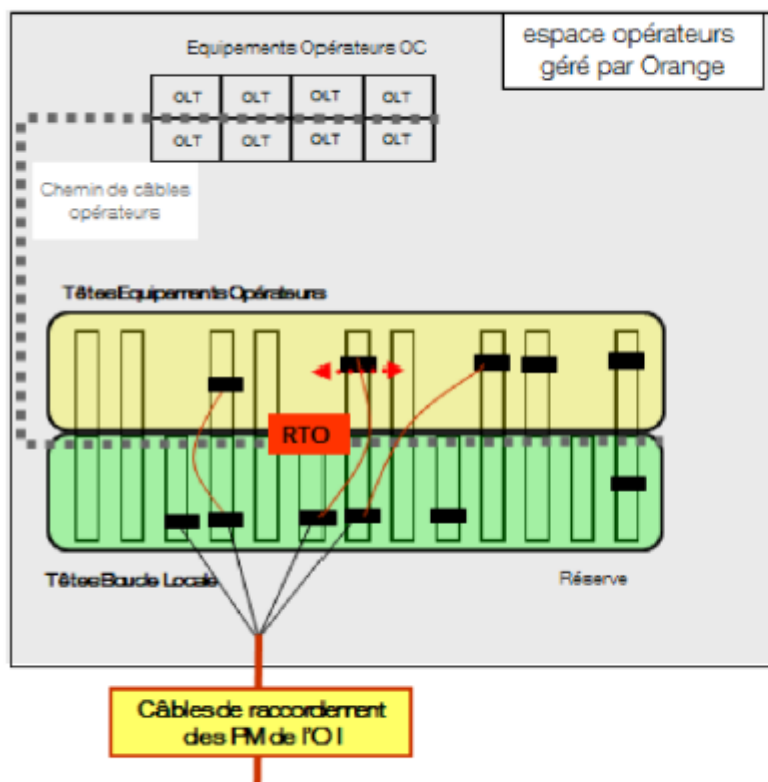 espace opérateurs
géré par Orange
Equipements Opérateurs OC
OLT OLT OLT OLT
OLT OLT OLT OLT
Chemin de câbles
opérateurs
Têtes Equipements Opérateurs
RTO
Têtes Boucle Locale
Réserve
Câbles de raccordement
des PM de l'O I